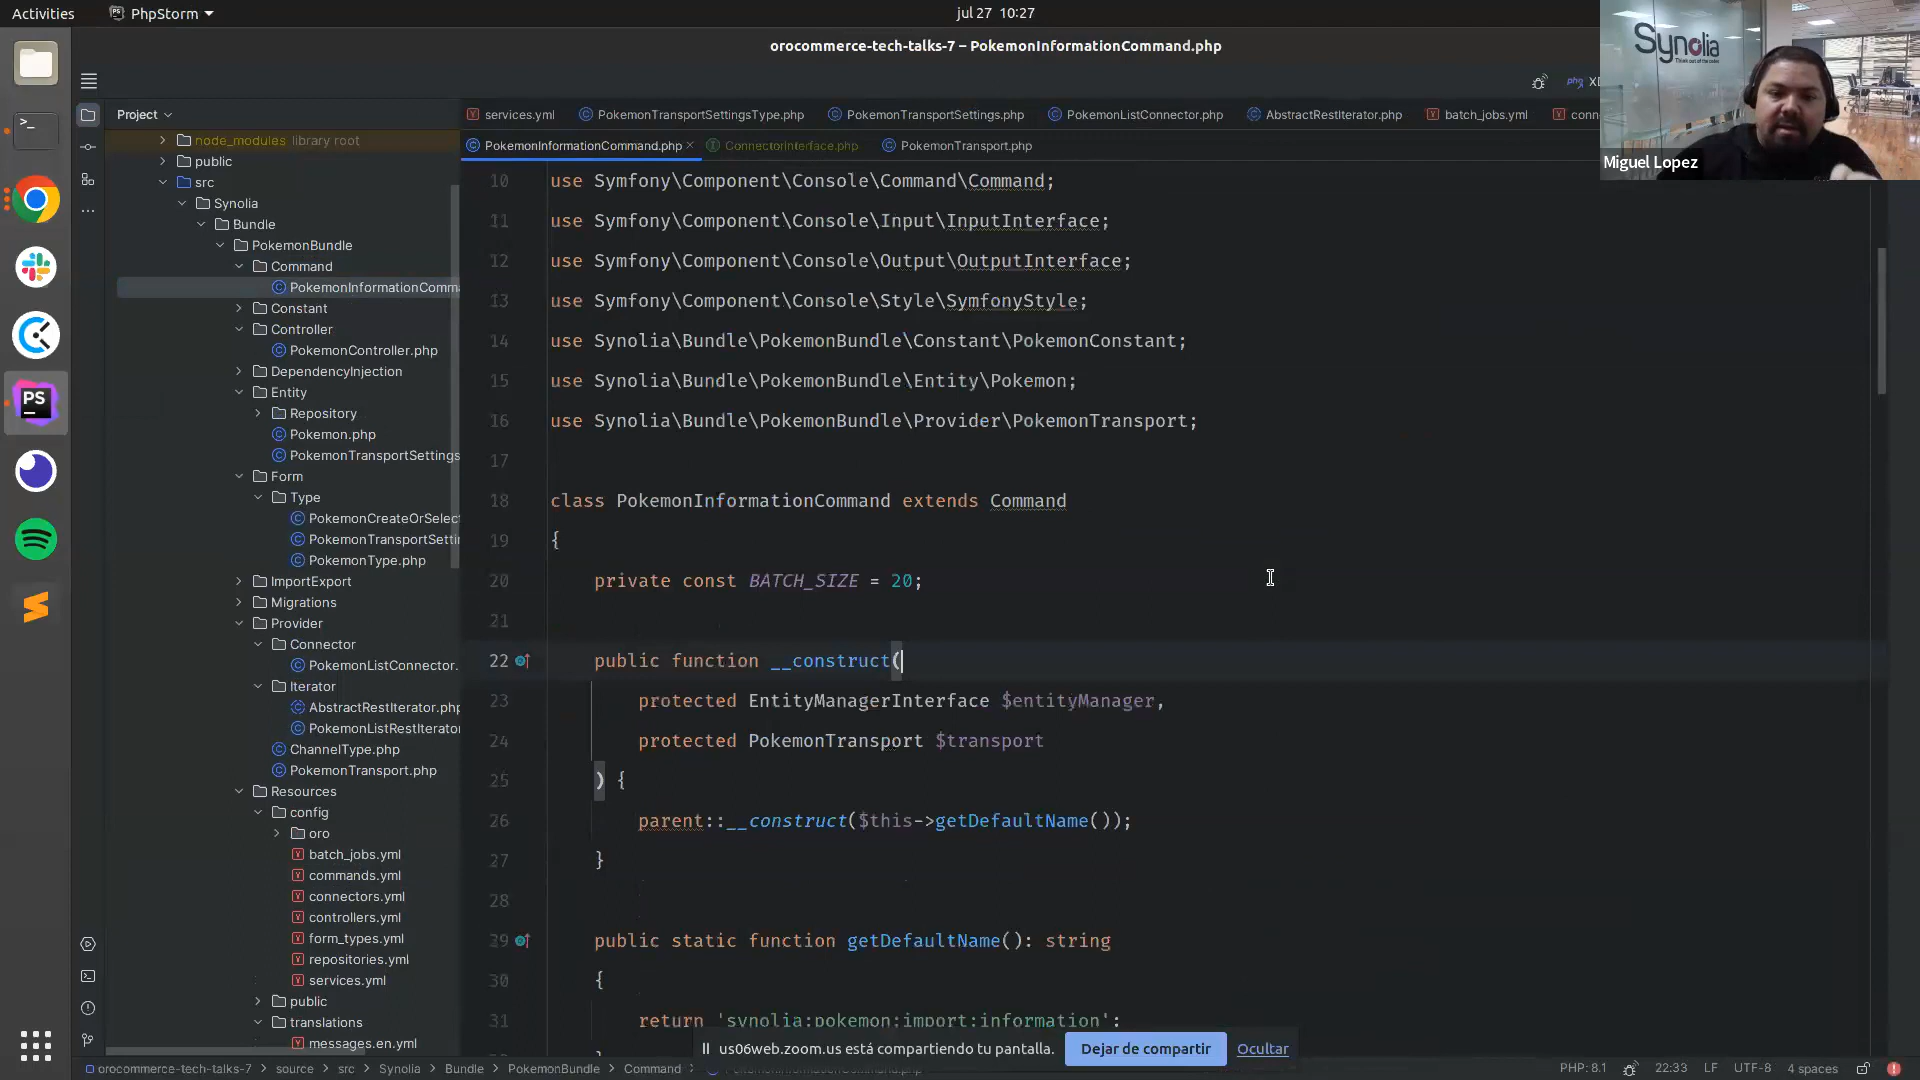 Activities
PhpStorm
jul 27 10:27
orocommerce-tech-talks-7 – PokemonInformationCommand.php
Synolia
Miguel Lopez
Project
services.yml
PokemonTransportSettingsType.php
PokemonTransportSettings.php
PokemonListConnector.php
AbstractRestIterator.php
batch_jobs.yml
conn
PokemonInformationCommand.php
ConnectorInterface.php
PokemonTransport.php
node_modules library root
public
src
Synolia
Bundle
PokemonBundle
Command
PokemonInformationComma
Constant
Controller
PokemonController.php
DependencyInjection
Entity
Repository
Pokemon.php
PokemonTransportSettings
Form
Type
PokemonCreateOrSelec
PokemonTransportSetti
PokemonType.php
ImportExport
Migrations
Provider
Connector
PokemonListConnector.
Iterator
AbstractRestIterator.php
PokemonListRestIterator
ChannelType.php
PokemonTransport.php
Resources
config
oro
batch_jobs.yml
commands.yml
connectors.yml
controllers.yml
form_types.yml
repositories.yml
services.yml
public
translations
messages.en.yml
10 use Symfony\Component\Console\Command\Command;
11 use Symfony\Component\Console\Input\InputInterface;
12 use Symfony\Component\Console\Output\OutputInterface;
13 use Symfony\Component\Console\Style\SymfonyStyle;
14 use Synolia\Bundle\PokemonBundle\Constant\PokemonConstant;
15 use Synolia\Bundle\PokemonBundle\Entity\Pokemon;
16 use Synolia\Bundle\PokemonBundle\Provider\PokemonTransport;
17
18 class PokemonInformationCommand extends Command
19 {
20 private const BATCH_SIZE = 20;
21
22 public function __construct(
23 protected EntityManagerInterface $entityManager,
24 protected PokemonTransport $transport
25 ) {
26 parent::__construct($this->getDefaultName());
27 }
28
29 public static function getDefaultName(): string
30 {
31 return 'synolia:pokemon:import:information';
us06web.zoom.us está compartiendo tu pantalla.
Dejar de compartir
Ocultar
orocommerce-tech-talks-7 > source > src > Synolia > Bundle > PokemonBundle > Command >
PHP: 8.1
22:33
LF
UTF-8
4 spaces